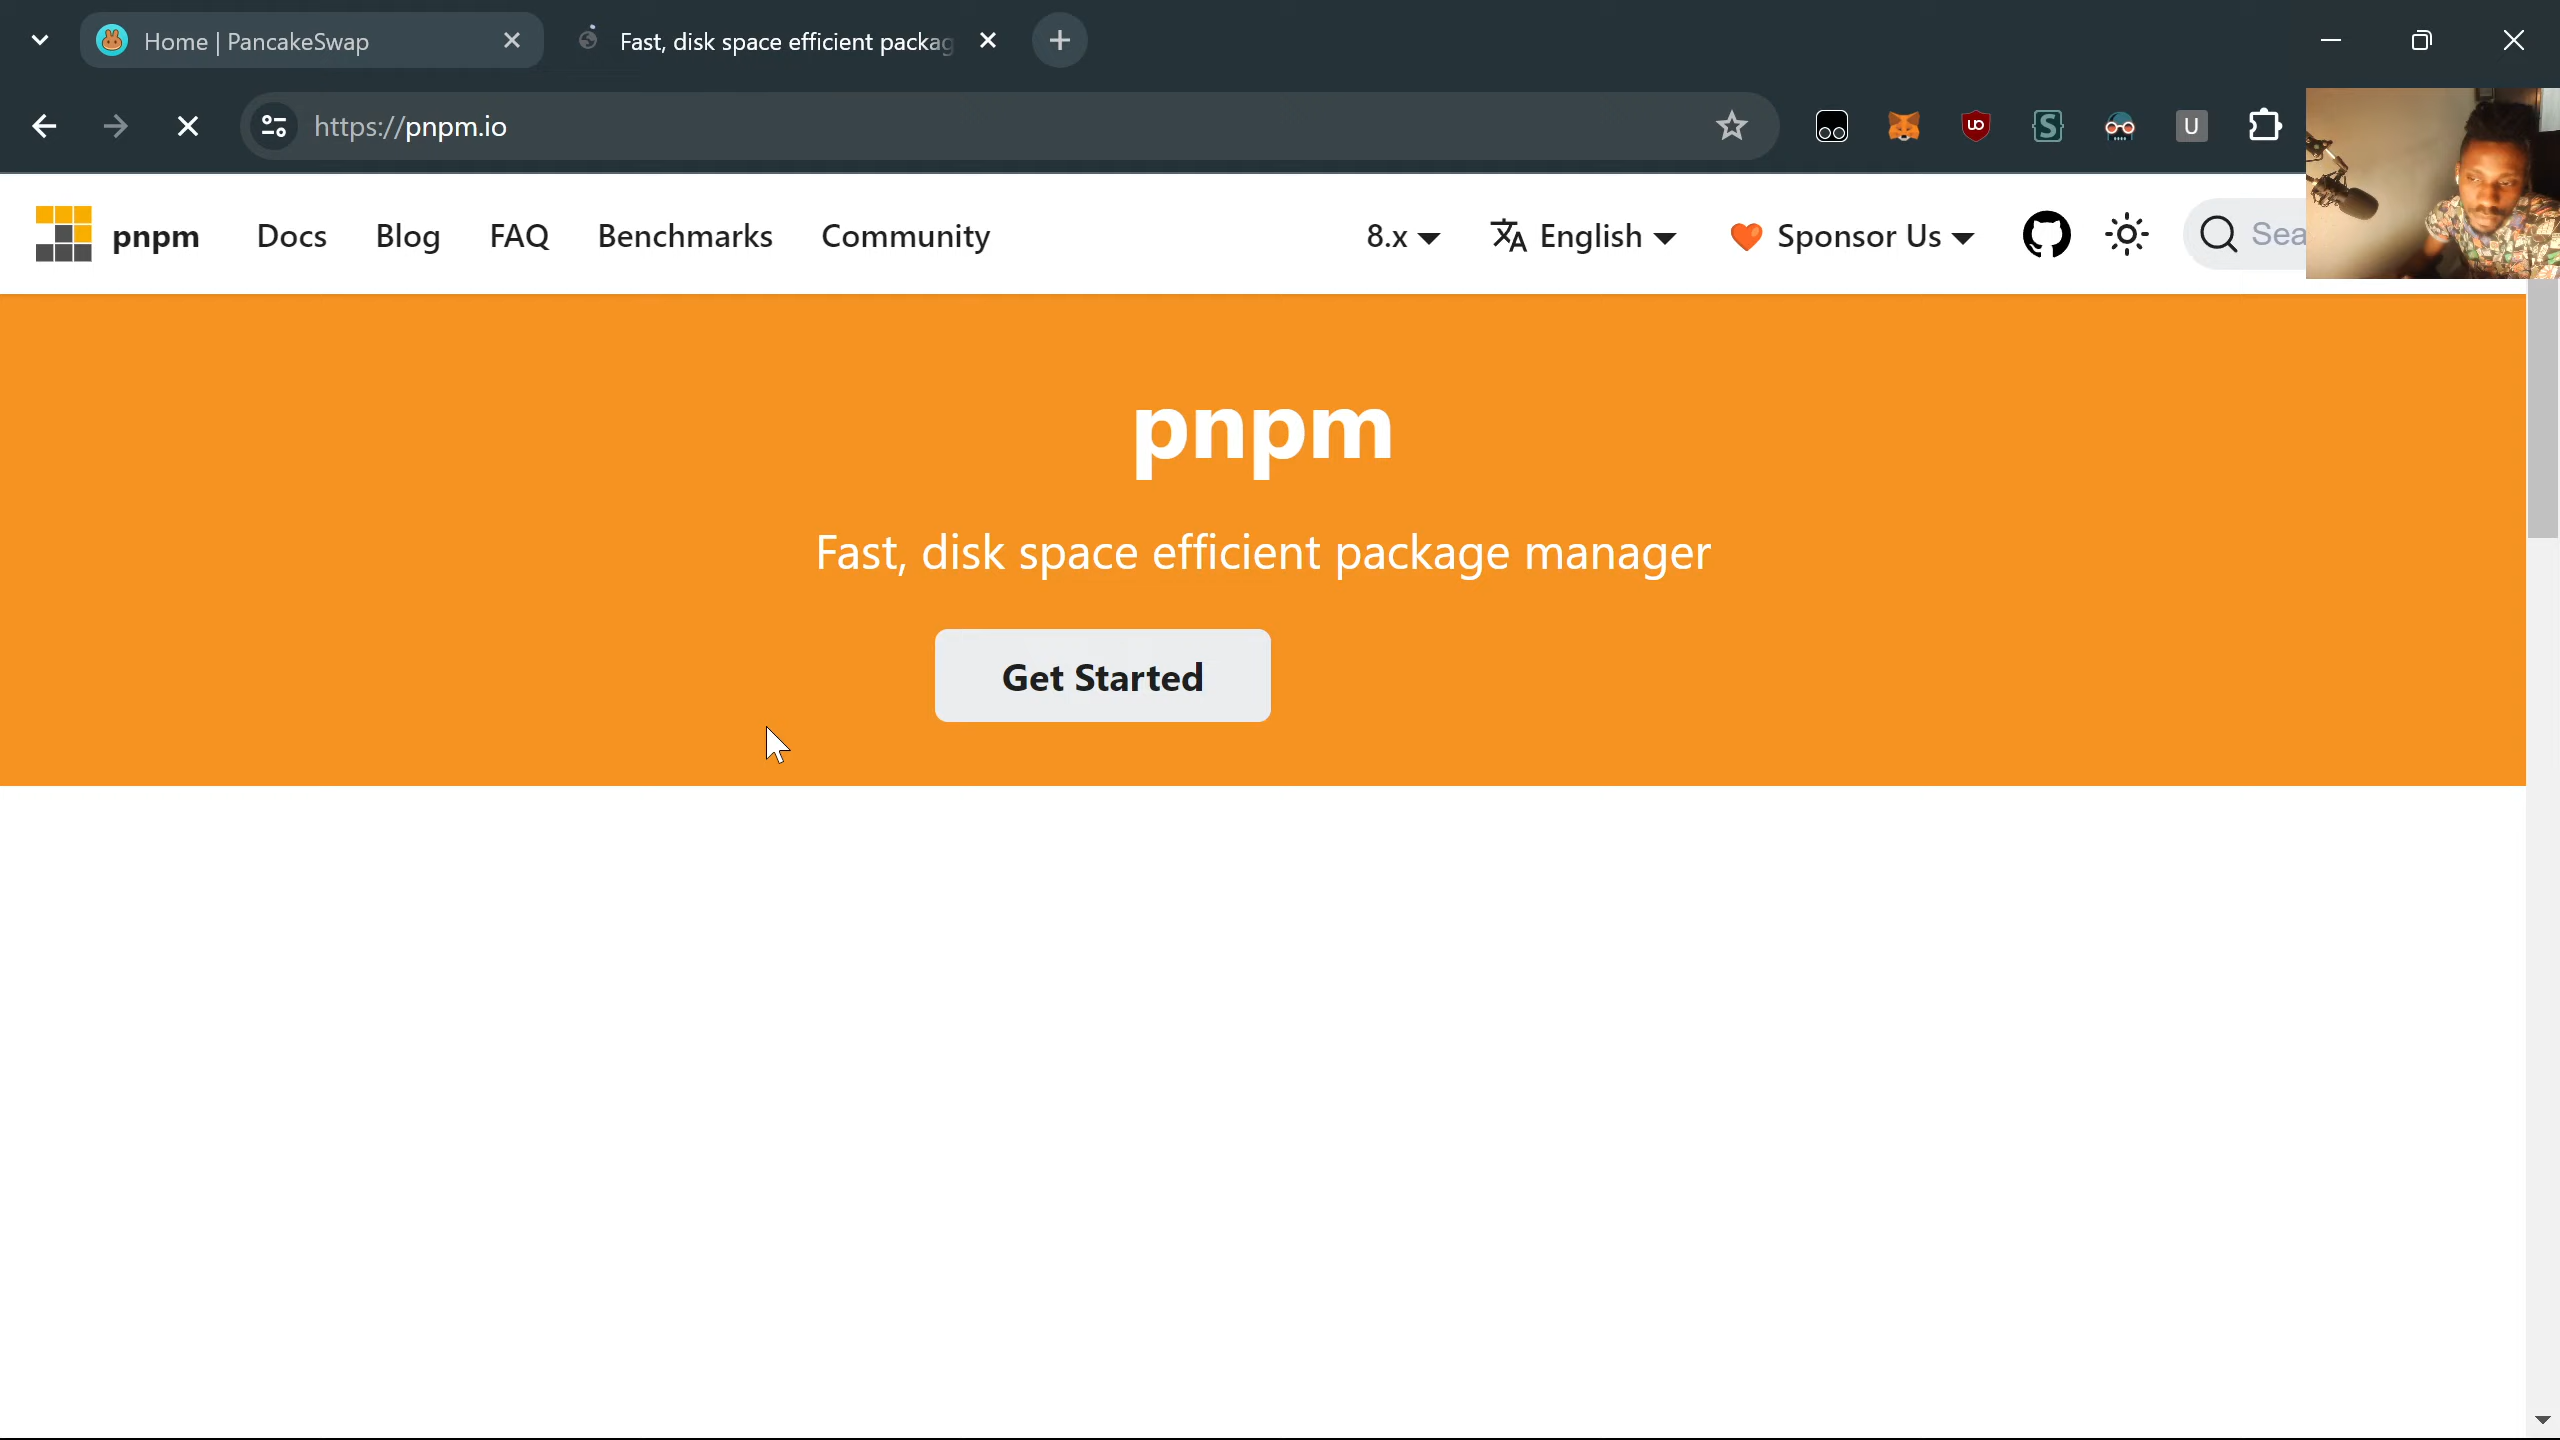 Home | PancakeSwap
Fast, disk space efficient packag
https://pnpm.io
U
pnpm Docs Blog FAQ Benchmarks Community 8.x English Sponsor Us Sea
pnpm
Fast, disk space efficient package manager
Get Started